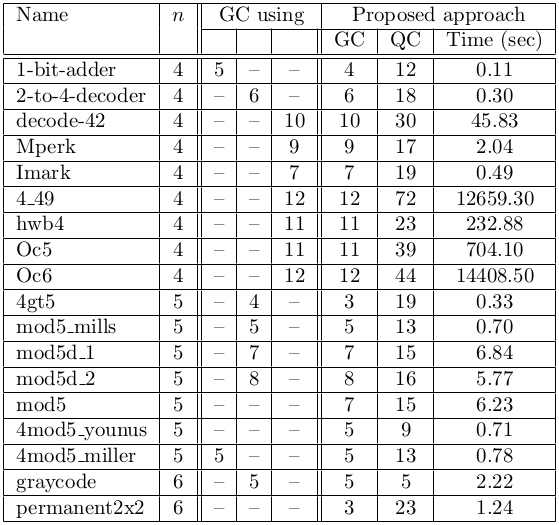 Name n GC using Proposed approach
GC QC Time (sec)
1-bit-adder 4 5 – – 4 12 0.11
2-to-4-decoder 4 – 6 – 6 18 0.30
decode-42 4 – – 10 10 30 45.83
Mperk 4 – – 9 9 17 2.04
Imark 4 – – 7 7 19 0.49
4_49 4 – – 12 12 72 12659.30
hwb4 4 – – 11 11 23 232.88
Oc5 4 – – 11 11 39 704.10
Oc6 4 – – 12 12 44 14408.50
4gt5 5 – 4 – 3 19 0.33
mod5_mills 5 – 5 – 5 13 0.70
mod5d_1 5 – 7 – 7 15 6.84
mod5d_2 5 – 8 – 8 16 5.77
mod5 5 – – – 7 15 6.23
4mod5_younus 5 – – – 5 9 0.71
4mod5_miller 5 5 – – 5 13 0.78
graycode 6 – 5 – 5 5 2.22
permanent2x2 6 – – – 3 23 1.24